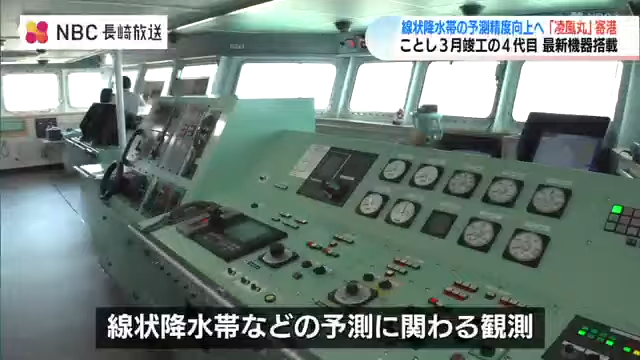 NBC 長崎放送
線状降水帯の予測精度向上へ「凌風丸」寄港
ことし3月竣工の4代目 最新機器搭載
線状降水帯などの予測に関わる観測